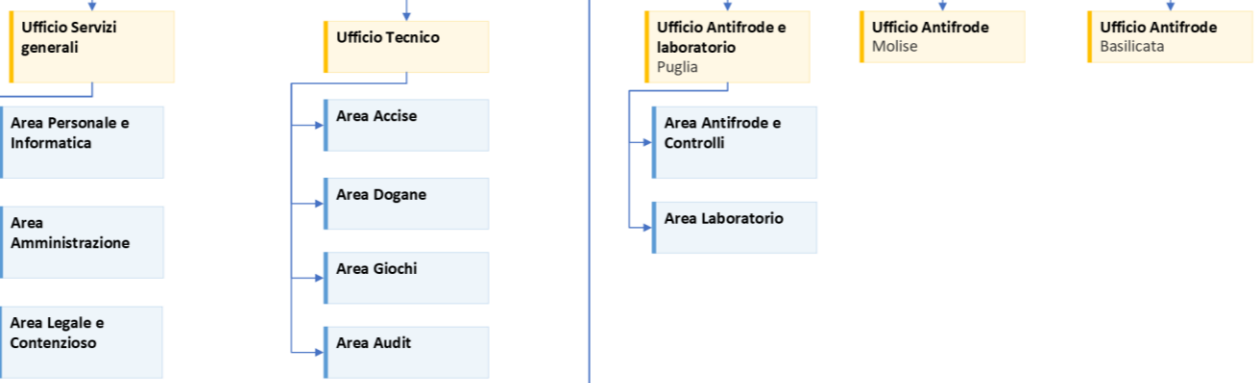 Ufficio Servizi
generali
Area Personale e
Informatica
Area
Amministrazione
Area Legale e
Contenzioso
Ufficio Tecnico
Area Accise
Area Dogane
Area Giochi
Area Audit
Ufficio Antifrode e
laboratorio
Puglia
Area Antifrode e
Controlli
Area Laboratorio
Ufficio Antifrode
Molise
Ufficio Antifrode
Basilicata